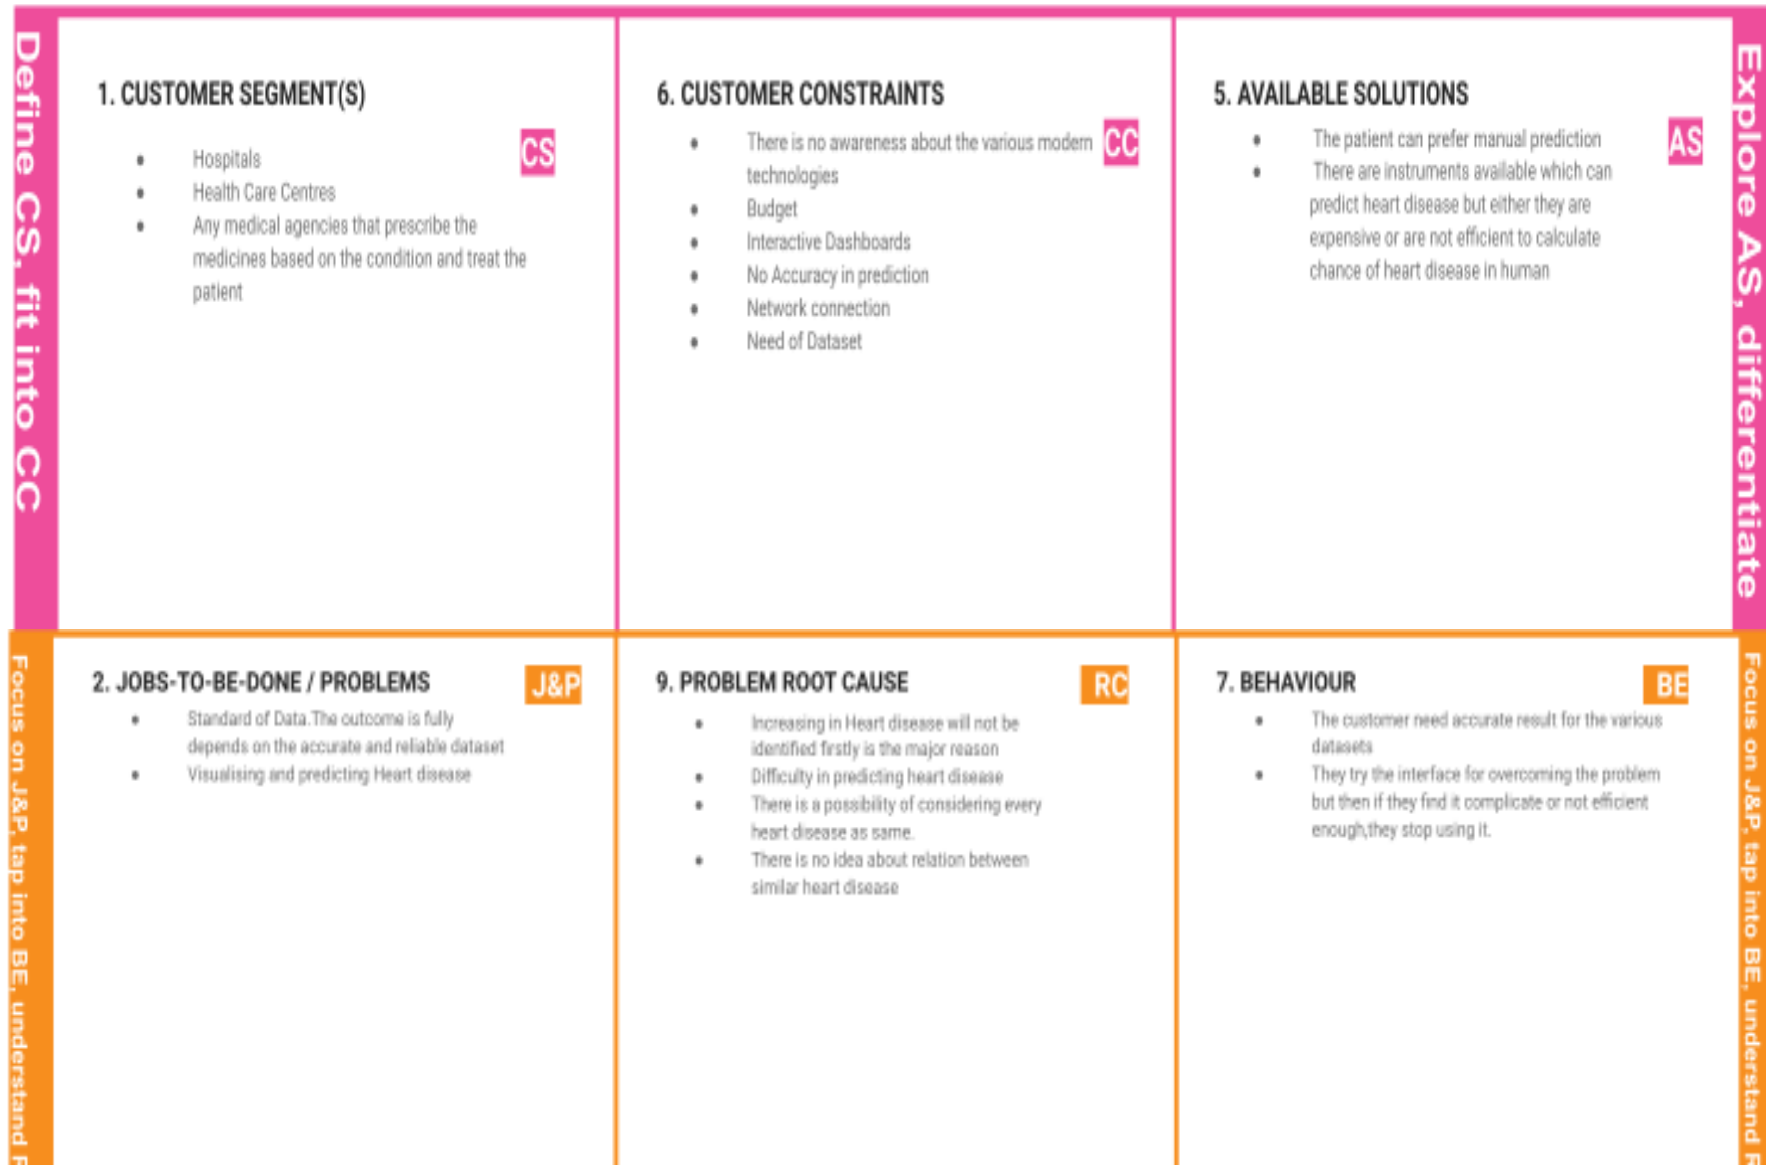 Define CS, fit into CC
1. CUSTOMER SEGMENT(S)
CS
Hospitals
Health Care Centres
Any medical agencies that prescribe the
medicines based on the condition and treat the
patient
6. CUSTOMER CONSTRAINTS
CC
There is no awareness about the various modern
technologies
Budget
Interactive Dashboards
No Accuracy in prediction
Network connection
Need of Dataset
5. AVAILABLE SOLUTIONS
AS
The patient can prefer manual prediction
There are instruments available which can
predict heart disease but either they are
expensive or are not efficient to calculate
chance of heart disease in human
Explore AS, differentiate
Focus on J&P, tap into BE, understand
2. JOBS-TO-BE-DONE / PROBLEMS
J&P
Standard of Data.The outcome is fully
depends on the accurate and reliable dataset
Visualising and predicting Heart disease
9. PROBLEM ROOT CAUSE
RC
Increasing in Heart disease will not be
identified firstly is the major reason
Difficulty in predicting heart disease
There is a possibility of considering every
heart disease as same.
There is no idea about relation between
similar heart disease
7. BEHAVIOUR
BE
The customer need accurate result for the various
datasets
They try the interface for overcoming the problem
but then if they find it complicate or not efficient
enough,they stop using it.
Focus on J&P, tap into BE, understand